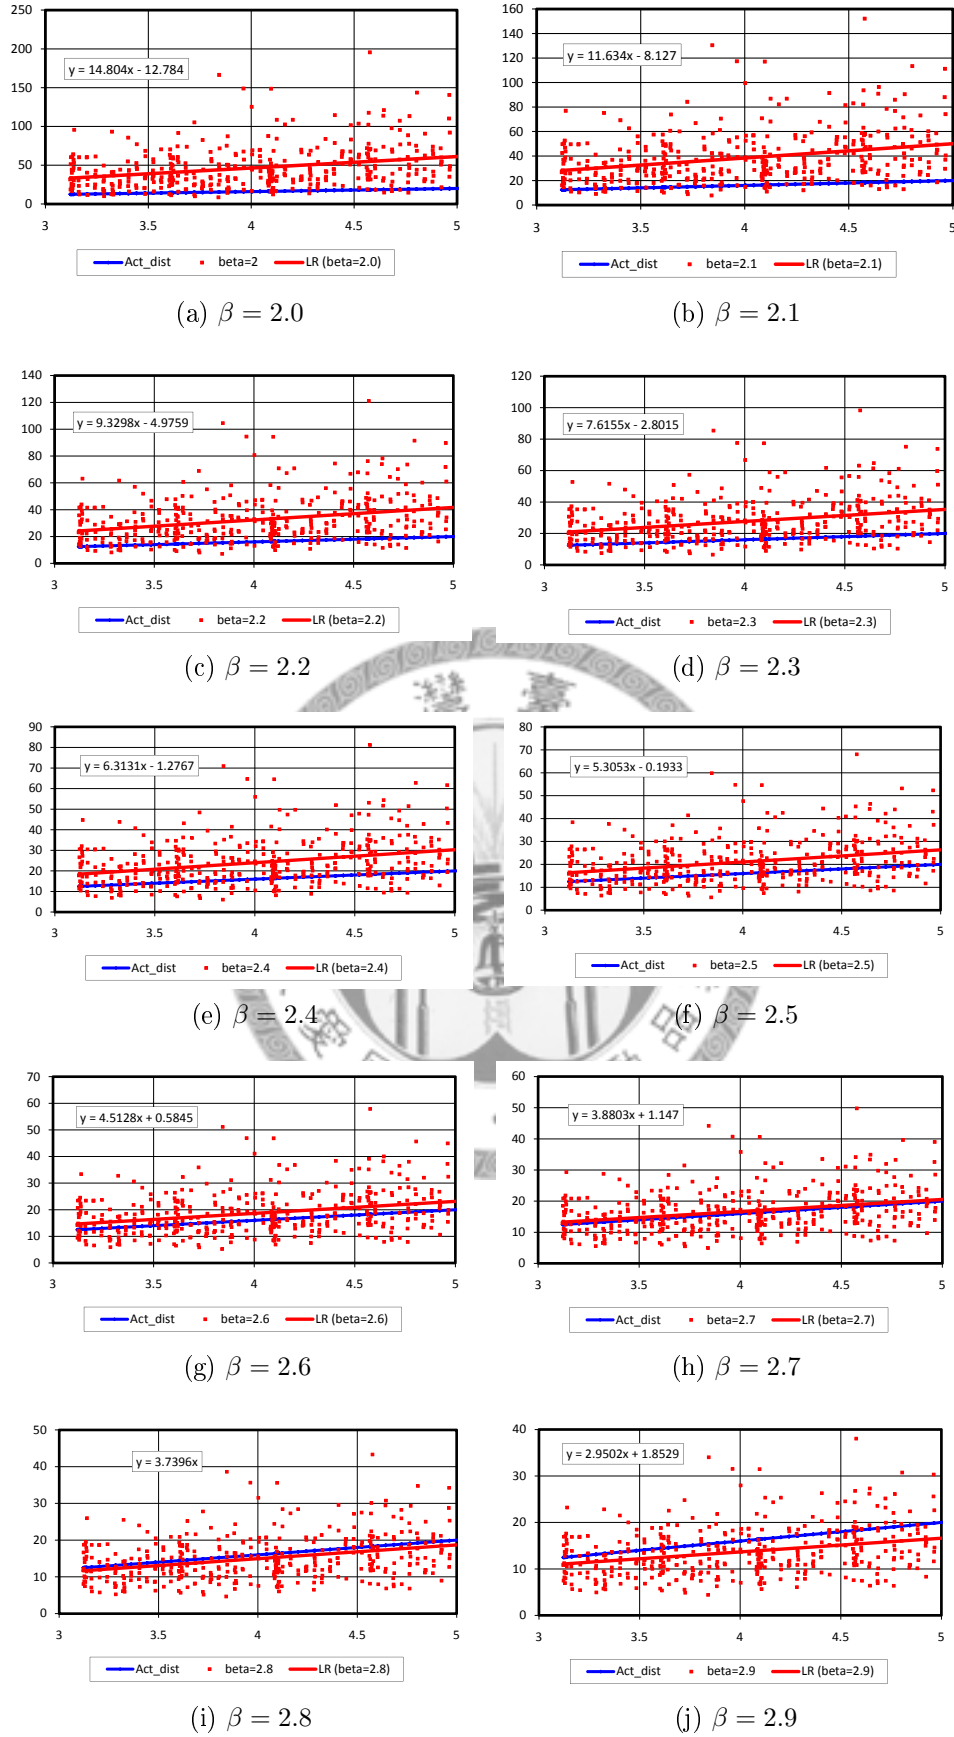 250
200
150
100
50
0
y = 14.804x - 12.784
3 3.5 4 4.5 5
Act_dist beta=2 LR (beta=2.0)
(a) β = 2.0
160
140
120
100
80
60
40
20
0
y = 11.634x - 8.127
3 3.5 4 4.5 5
Act_dist beta=2.1 LR (beta=2.1)
(b) β = 2.1
140
120
100
80
60
40
20
0
y = 9.3298x - 4.9759
3 3.5 4 4.5 5
Act_dist beta=2.2 LR (beta=2.2)
(c) β = 2.2
120
100
80
60
40
20
0
y = 7.6155x - 2.8015
3 3.5 4 4.5 5
Act_dist beta=2.3 LR (beta=2.3)
(d) β = 2.3
90
80
70
60
50
40
30
20
10
0
y = 6.3131x - 1.2767
3 3.5 4 4.5 5
Act_dist beta=2.4 LR (beta=2.4)
(e) β = 2.4
80
70
60
50
40
30
20
10
0
y = 5.3053x - 0.1933
3 3.5 4 4.5 5
Act_dist beta=2.5 LR (beta=2.5)
(f) β = 2.5
70
60
50
40
30
20
10
0
y = 4.5128x + 0.5845
3 3.5 4 4.5 5
Act_dist beta=2.6 LR (beta=2.6)
(g) β = 2.6
60
50
40
30
20
10
0
y = 3.8803x + 1.147
3 3.5 4 4.5 5
Act_dist beta=2.7 LR (beta=2.7)
(h) β = 2.7
50
40
30
20
10
0
y = 3.7396x
3 3.5 4 4.5 5
Act_dist beta=2.8 LR (beta=2.8)
(i) β = 2.8
40
30
20
10
0
y = 2.9502x + 1.8529
3 3.5 4 4.5 5
Act_dist beta=2.9 LR (beta=2.9)
(j) β = 2.9